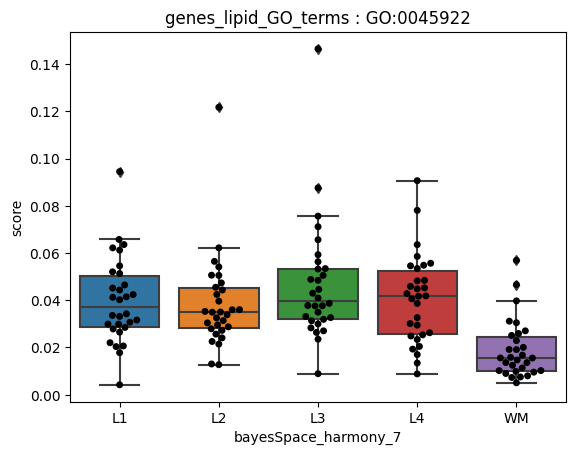 genes_lipid_GO_terms : GO:0045922
0.14
0.12
0.10
0.08
0.06
0.04
0.02
0.00
score
L1 L2 L3 L4 WM
bayesSpace_harmony_7